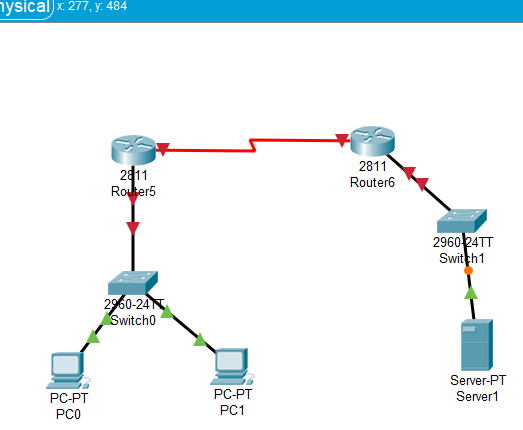 hysical x: 277, y: 484
2811
Router5
2811
Router6
2960-24TT
Switch1
2960-24TT
Switch0
PC-PT
PC0
PC-PT
PC1
Server-PT
Server1